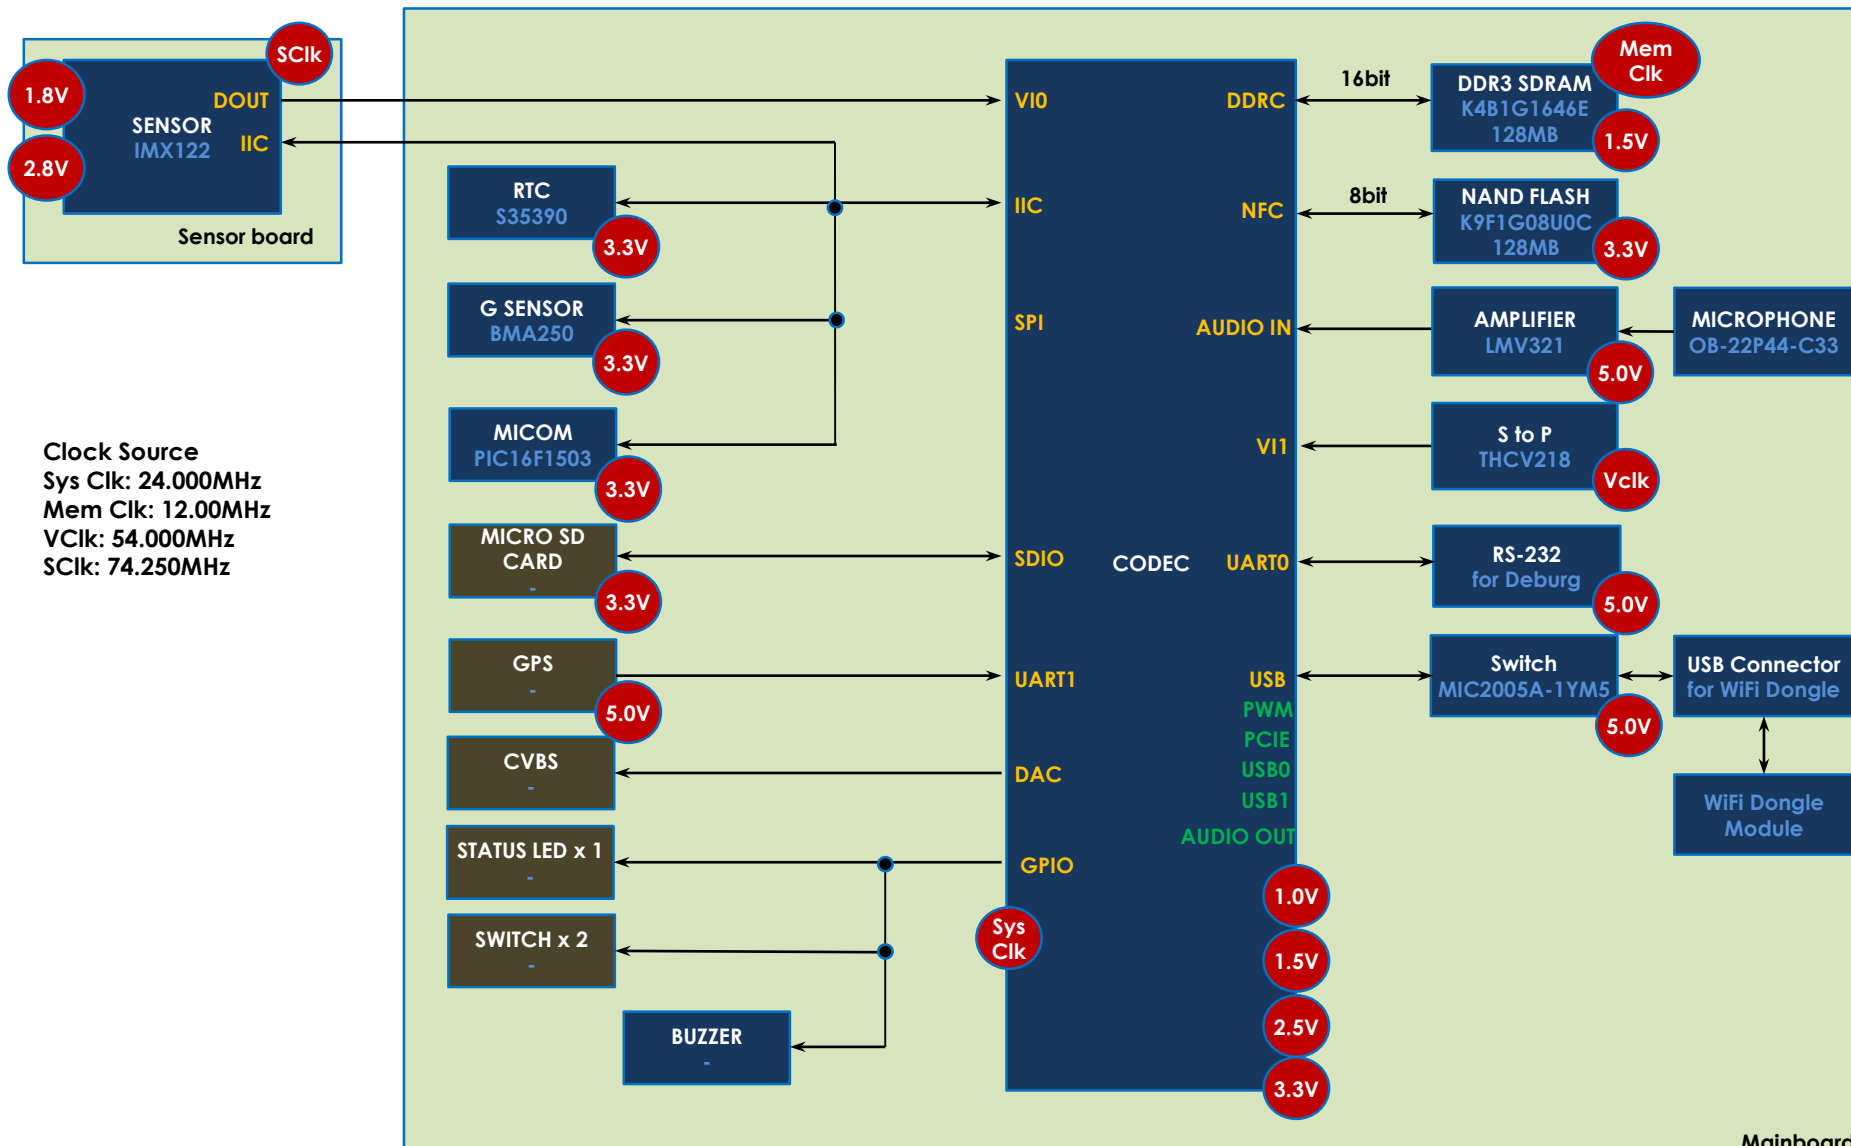 SClk
1.8V
2.8V
DOUT
SENSOR
IMX122
IIC
Sensor board
Clock Source
Sys Clk: 24.000MHz
Mem Clk: 12.00MHz
VClk: 54.000MHz
SClk: 74.250MHz
RTC
S35390
3.3V
G SENSOR
BMA250
3.3V
MICOM
PIC16F1503
3.3V
MICRO SD
CARD
-
3.3V
GPS
-
5.0V
CVBS
-
STATUS LED x 1
-
SWITCH x 2
-
BUZZER
-
VI0
IIC
SPI
SDIO
UART1
DAC
GPIO
Sys
Clk
CODEC
DDRC
NFC
AUDIO IN
VI1
UART0
USB
PWM
PCIE
USB0
USB1
AUDIO OUT
1.0V
1.5V
2.5V
3.3V
16bit
8bit
Mem
Clk
DDR3 SDRAM
K4B1G1646E
128MB
1.5V
NAND FLASH
K9F1G08U0C
128MB
3.3V
AMPLIFIER
LMV321
5.0V
MICROPHONE
OB-22P44-C33
S to P
THCV218
Vclk
RS-232
for Deburg
5.0V
Switch
MIC2005A-1YM5
5.0V
USB Connector
for WiFi Dongle
WiFi Dongle
Module
Mainboard